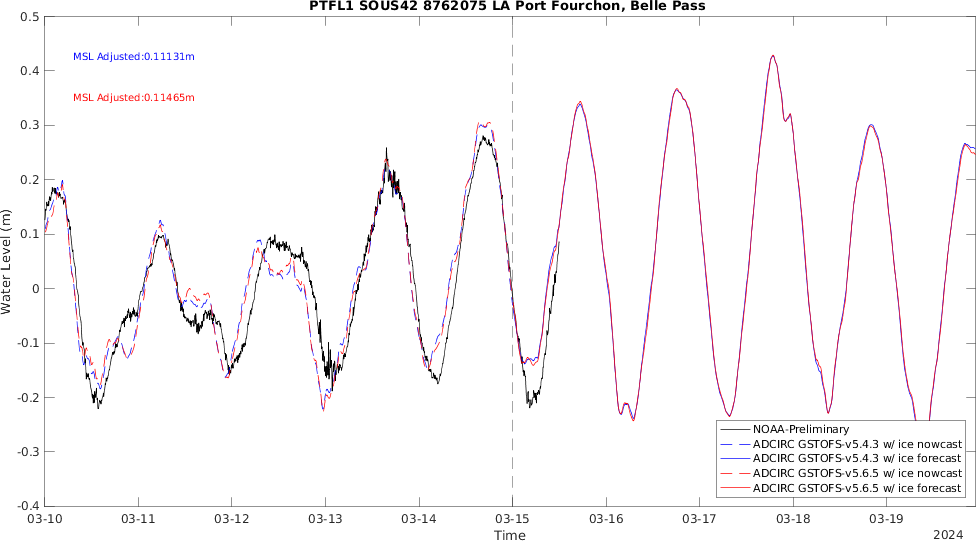 PTFL1 SOUS42 8762075 LA Port Fourchon, Belle Pass
0.5
0.4
0.3
0.2
0.1
0
-0.1
-0.2
-0.3
-0.4
Water Level (m)
MSL Adjusted:0.11131m
MSL Adjusted:0.11465m
NOAA-Preliminary
ADCIRC GSTOFS-v5.4.3 w/ ice nowcast
ADCIRC GSTOFS-v5.4.3 w/ ice forecast
ADCIRC GSTOFS-v5.6.5 w/ ice nowcast
ADCIRC GSTOFS-v5.6.5 w/ ice forecast
03-10 03-11 03-12 03-13 03-14 03-15 03-16 03-17 03-18 03-19
Time
2024